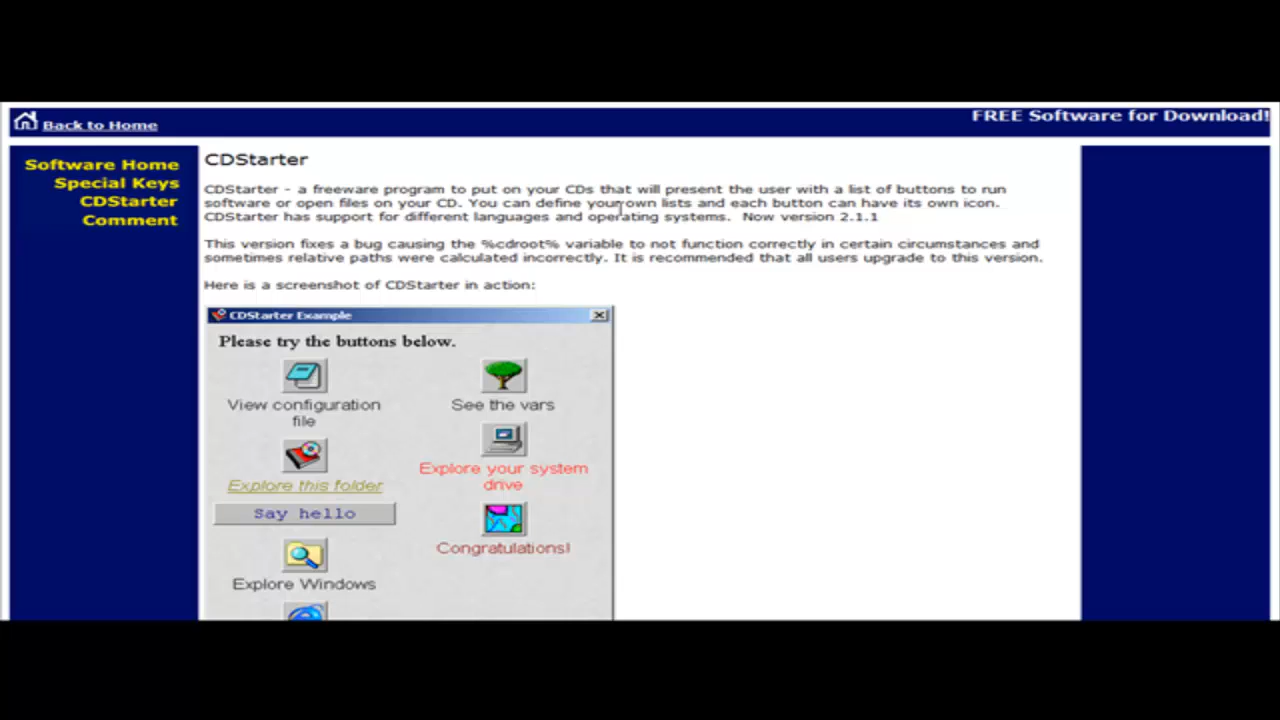 Back to Home
FREE Software for Download!
Software Home
Special Keys
CDStarter
Comment
CDStarter
CDStarter - a freeware program to put on your CDs that will present the user with a list of buttons to run
software or open files on your CD. You can define your own lists and each button can have its own icon.
CDStarter has support for different languages and operating systems. Now version 2.1.1
This version fixes a bug causing the %cdroot% variable to not function correctly in certain circumstances and
sometimes relative paths were calculated incorrectly. It is recommended that all users upgrade to this version.
Here is a screenshot of CDStarter in action:
CDStarter Example
Please try the buttons below.
View configuration
file
See the vars
Explore this folder
Explore your system
drive
Say hello
Congratulations!
Explore Windows